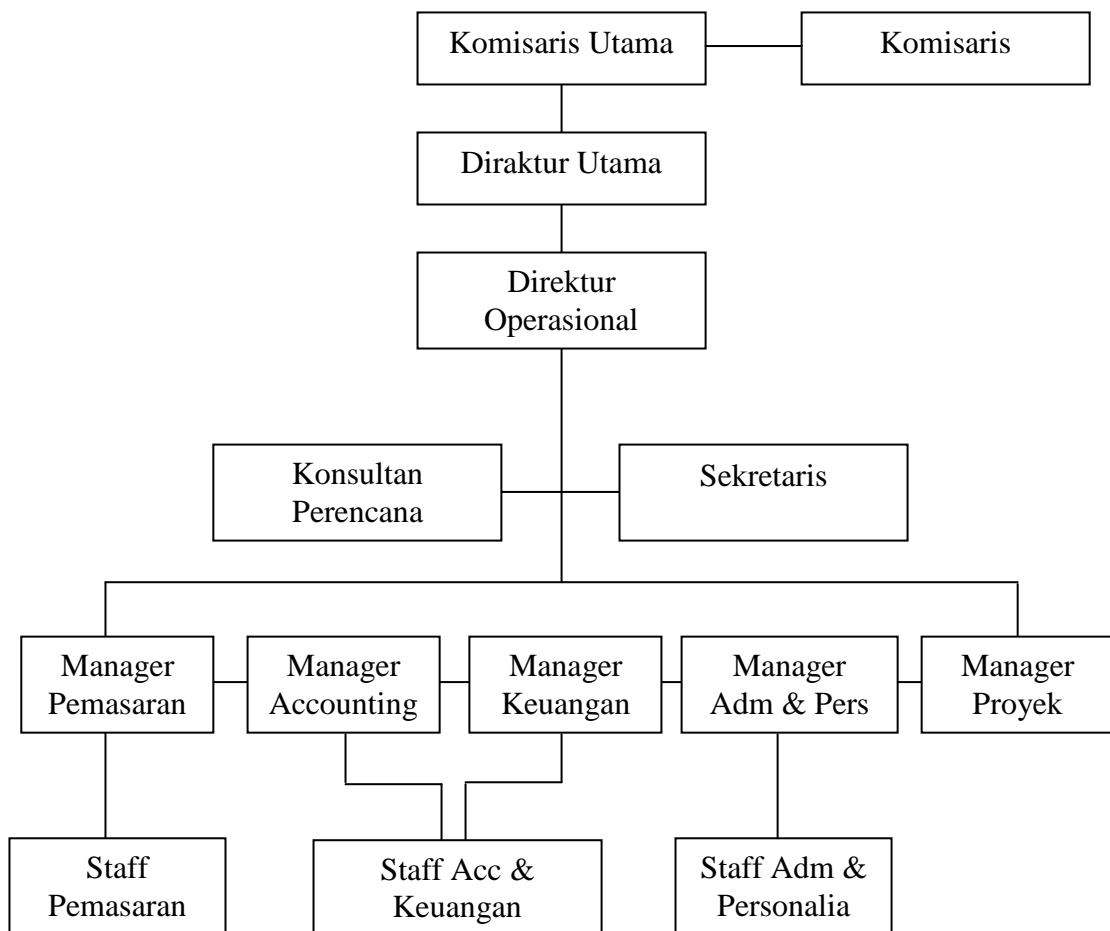 Komisaris Utama
Komisaris
Diraktur Utama
Direktur
Operasional
Konsultan
Perencana
Sekretaris
Manager
Pemasaran
Manager
Accounting
Manager
Keuangan
Manager
Adm & Pers
Manager
Proyek
Staff
Pemasaran
Staff Acc &
Keuangan
Staff Adm &
Personalia